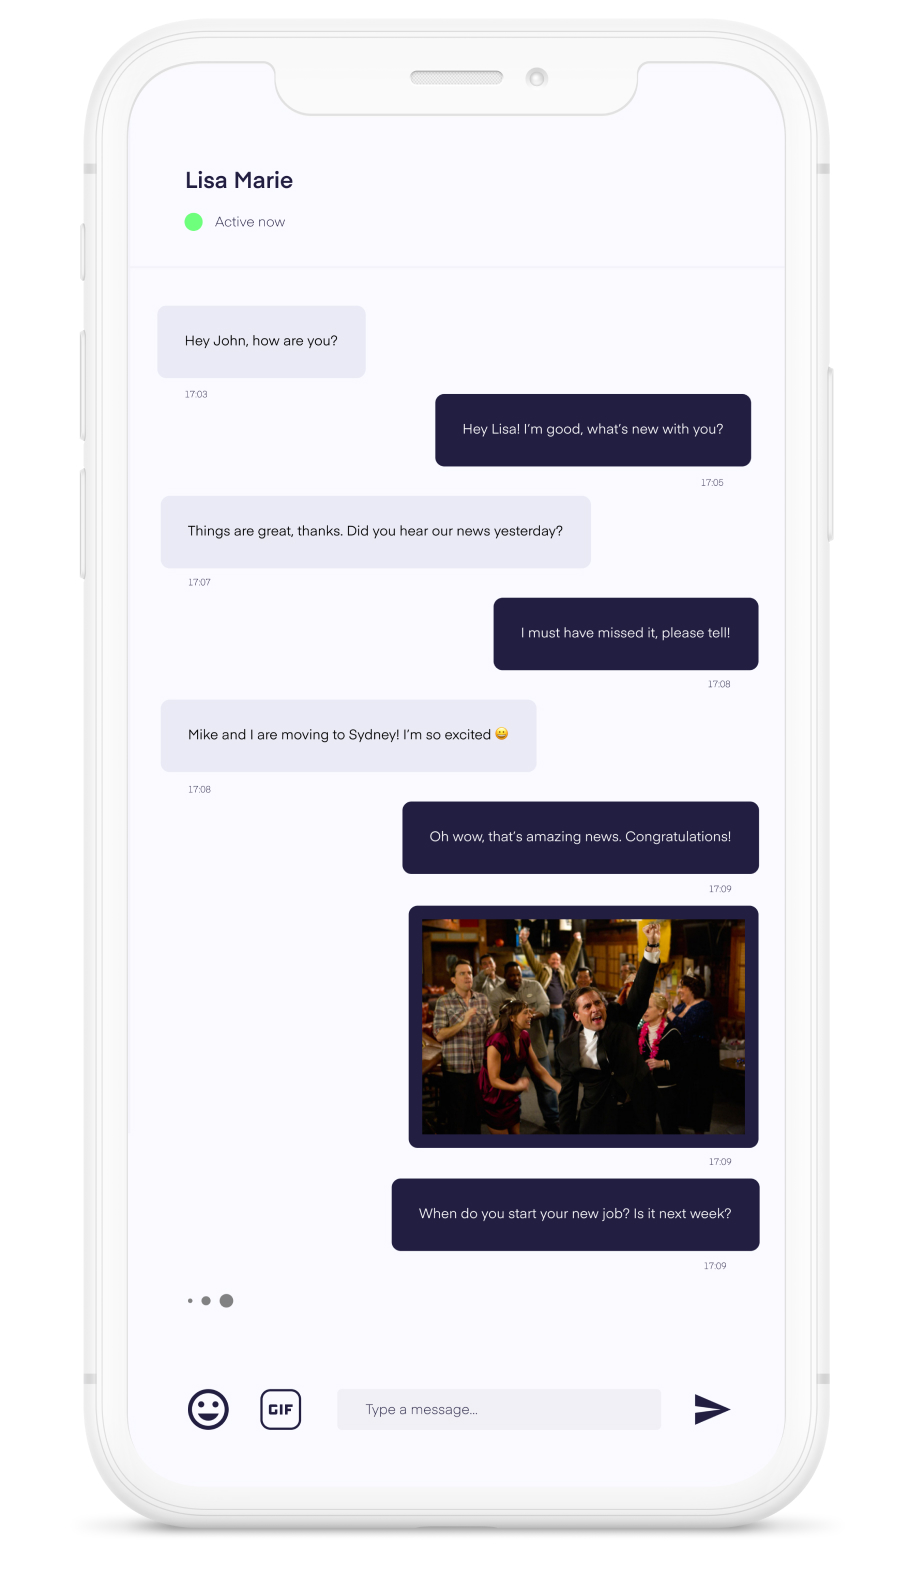 Lisa Marie
Active now
Hey John, how are you?
17:03
Hey Lisa! I'm good, what's new with you?
17:05
Things are great, thanks. Did you hear our news yesterday?
17:07
I must have missed it, please tell!
17:08
Mike and I are moving to Sydney! I'm so excited 😀
17:08
Oh wow, that's amazing news. Congratulations!
17:09
17:09
When do you start your new job? Is it next week?
17:09
GIF
Type a message...